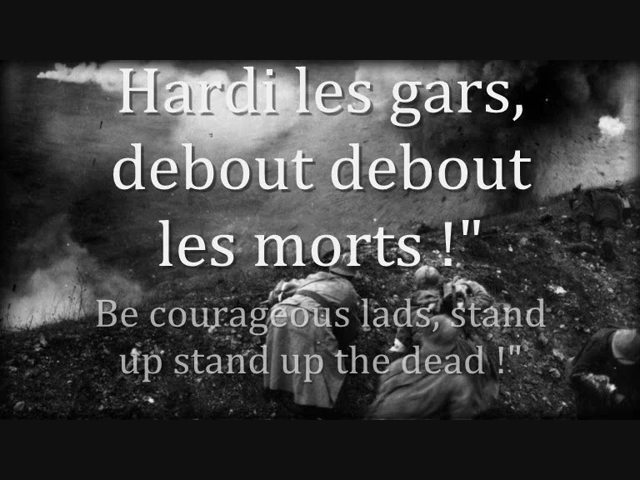 Hardi les gars,
debout debout
les morts !"
Be courageous lads, stand
up stand up the dead !"